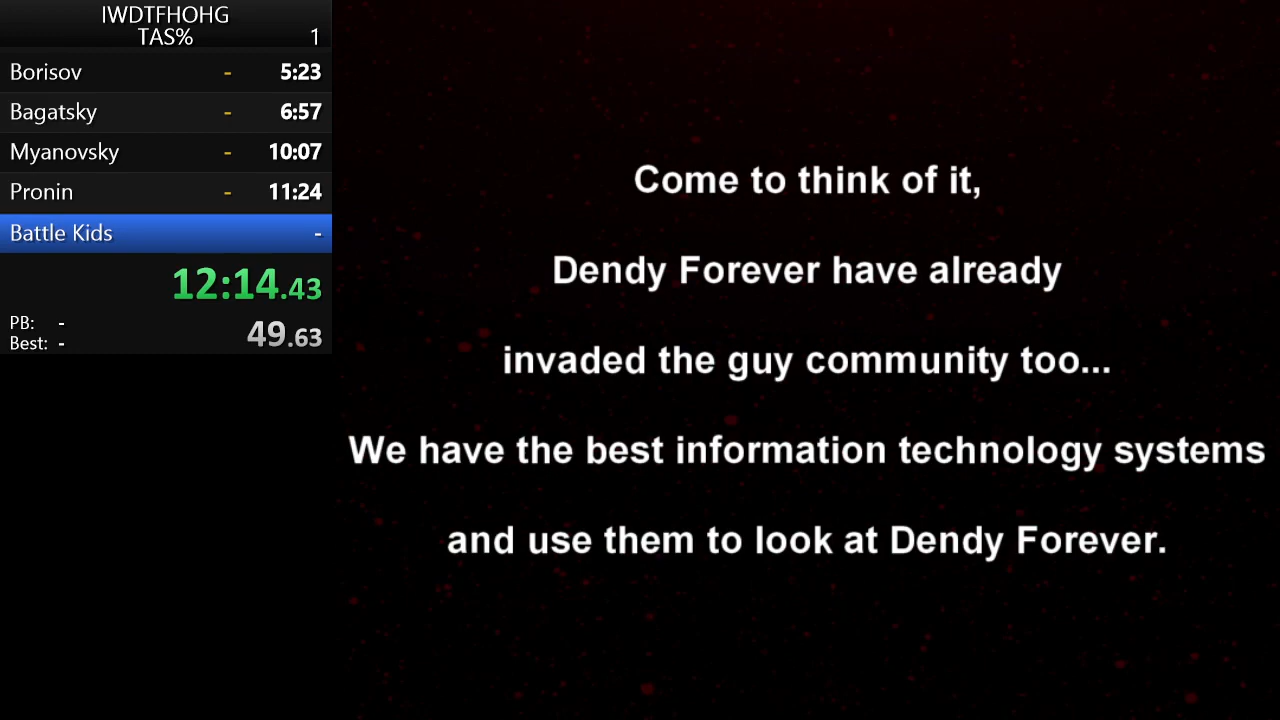 IWDTFHOHG
TAS% 1
Borisov - 5:23
Bagatsky - 6:57
Myanovsky - 10:07
Pronin - 11:24
Battle Kids -
12:14.43
PB: -
Best: -
49.63
Come to think of it,
Dendy Forever have already
invaded the guy community too...
We have the best information technology systems
and use them to look at Dendy Forever.